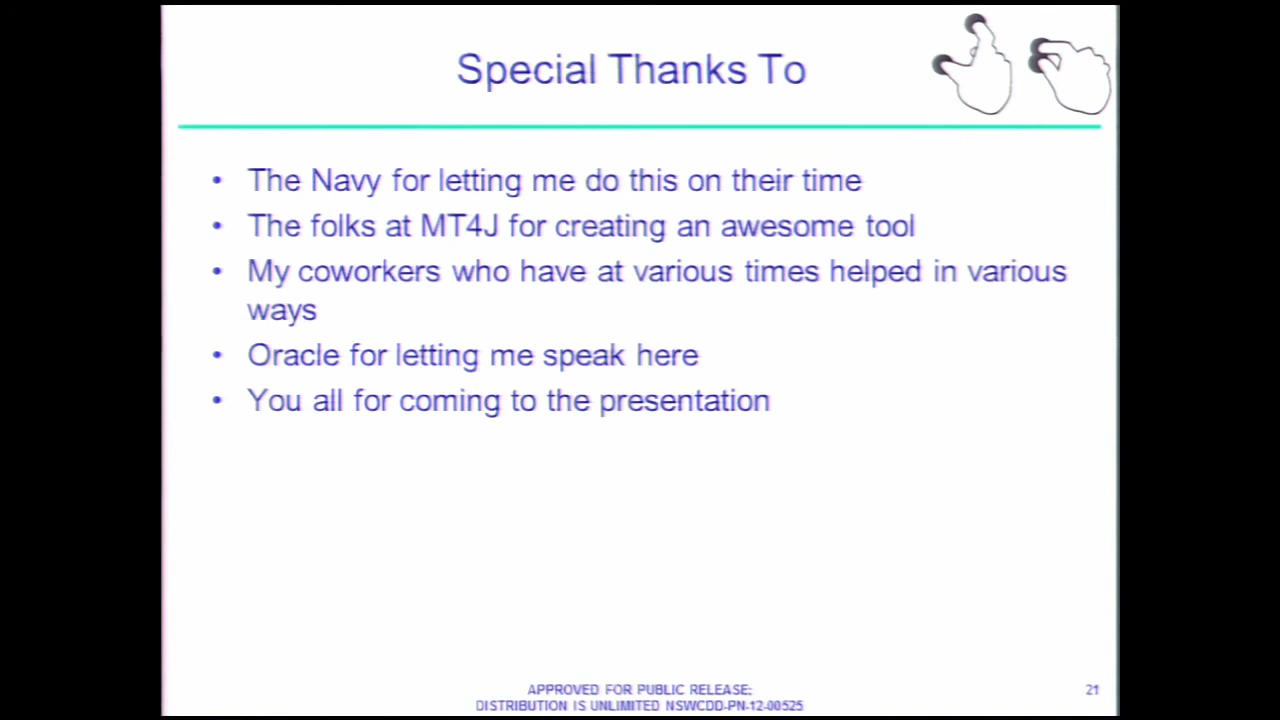 Special Thanks To
• The Navy for letting me do this on their time
• The folks at MT4J for creating an awesome tool
• My coworkers who have at various times helped in various
ways
• Oracle for letting me speak here
• You all for coming to the presentation
APPROVED FOR PUBLIC RELEASE;
DISTRIBUTION IS UNLIMITED NSWCDD-PN-12-00525
21